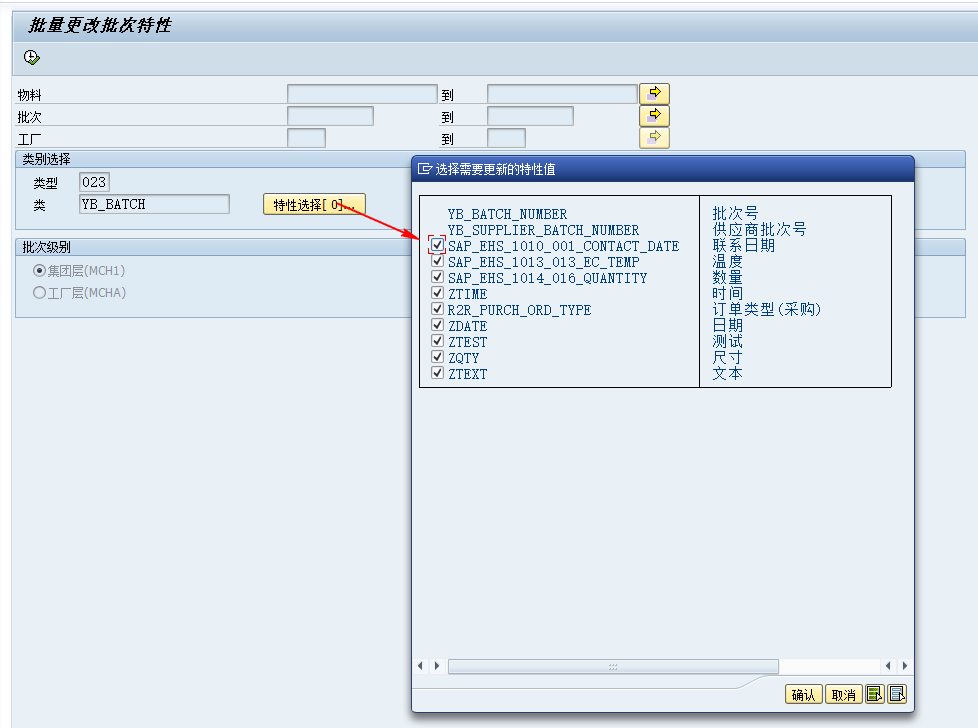 批量更改批次特性
物料 到
批次 到
工厂 到
类别选择
类型 023
类 YB_BATCH 特性选择[ 0]...
批次级别
集团层(MCH1)
工厂层(MCHA)
选择需要更新的特性值
YB_BATCH_NUMBER 批次号
YB_SUPPLIER_BATCH_NUMBER 供应商批次号
SAP_EHS_1010_001_CONTACT_DATE 联系日期
SAP_EHS_1013_013_EC_TEMP 温度
SAP_EHS_1014_016_QUANTITY 数量
ZTIME 时间
R2R_PURCH_ORD_TYPE 订单类型(采购)
ZDATE 日期
ZTEST 测试
ZQTY 尺寸
ZTEXT 文本
确认 取消